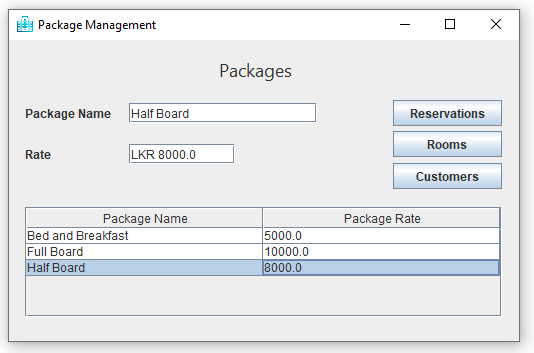 Package Management
Packages
Package Name Half Board
Reservations
Rate LKR 8000.0
Rooms
Customers
Package Name Package Rate
Bed and Breakfast 5000.0
Full Board 10000.0
Half Board 8000.0